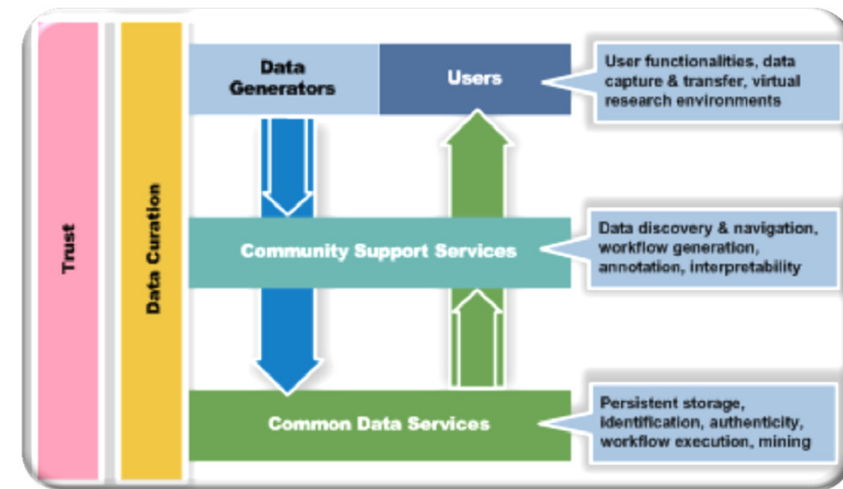 Trust
Data Curation
Data
Generators
Users
User functionalities, data
capture & transfer, virtual
research environments
Community Support Services
Data discovery & navigation,
workflow generation,
annotation, interpretability
Common Data Services
Persistent storage,
identification, authenticity,
workflow execution, mining